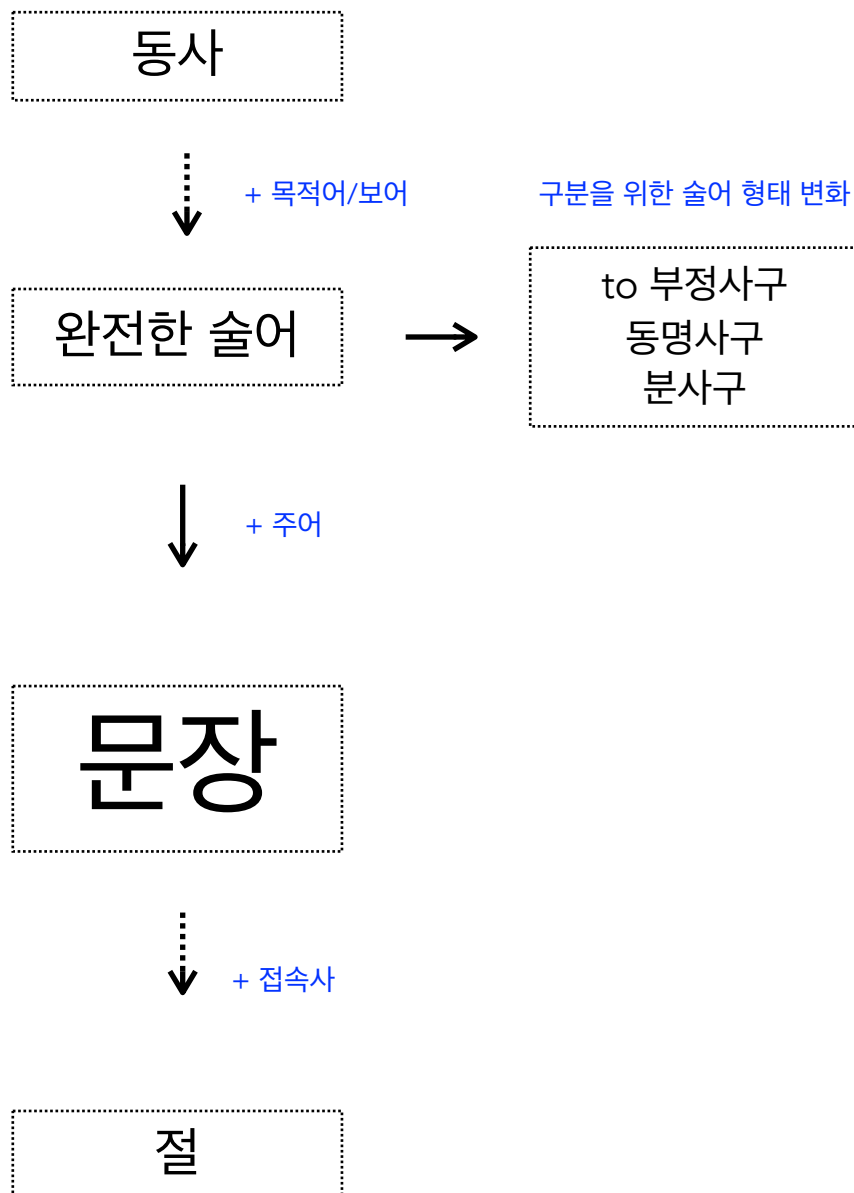 동사
+ 목적어/보어
구분을 위한 술어 형태 변화
완전한 술어
to 부정사구
동명사구
분사구
+ 주어
문장
+ 접속사
절